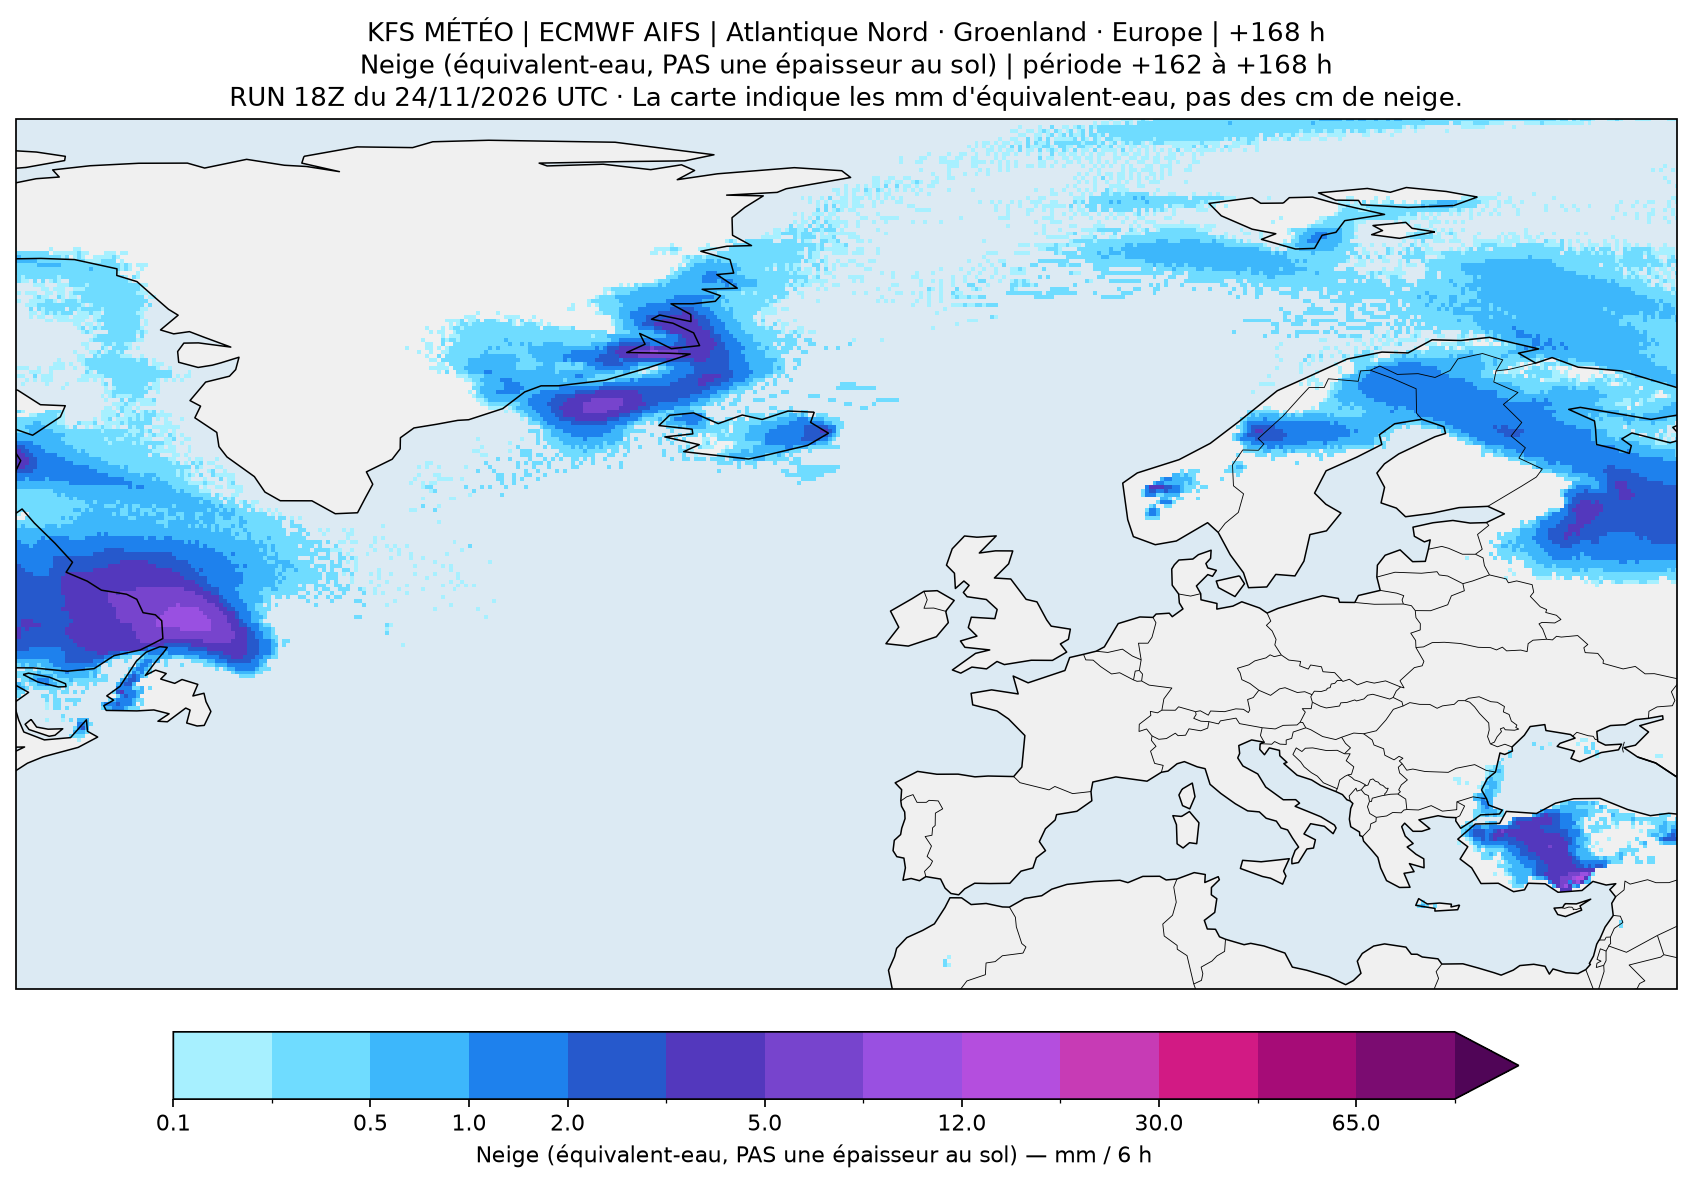 KFS MÉTÉO | ECMWF AIFS | Atlantique Nord · Groenland · Europe | +168 h
Neige (équivalent-eau, PAS une épaisseur au sol) | période +162 à +168 h
RUN 18Z du 24/11/2026 UTC · La carte indique les mm d'équivalent-eau, pas des cm de neige.
0.1 0.5 1.0 2.0 5.0 12.0 30.0 65.0
Neige (équivalent-eau, PAS une épaisseur au sol) — mm / 6 h